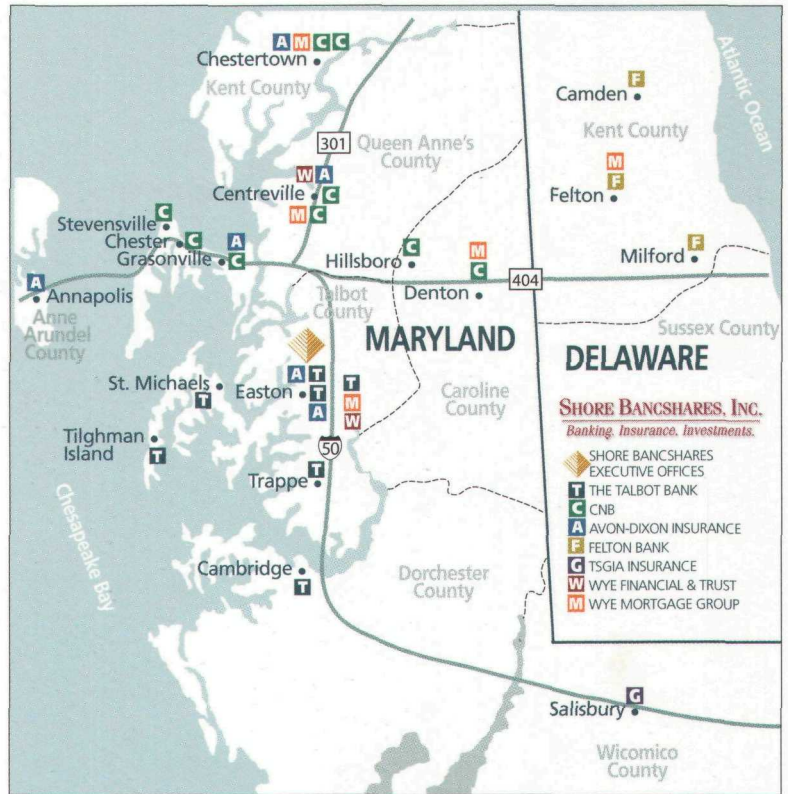 A M C C
Chestertown
Kent County
Atlantic Ocean
F
Camden
Kent County
301
Queen Anne's
County
M
F
Felton
W A
Centreville C
M C
C
Stevensville
C
Chester
A
Grasonville C
C
Hillsboro
M
C
Denton
F
Milford
404
A
Annapolis
Anne
Arundel
County
Talbot
County
MARYLAND
Sussex County
DELAWARE
St. Michaels
T
A T
Easton T
A
T
M
W
Caroline
County
Tilghman
Island
T
50
T
Trappe
Chesapeake Bay
Cambridge
T
Dorchester
County
SHORE BANCSHARES, INC.
Banking. Insurance. Investments.
SHORE BANCSHARES
EXECUTIVE OFFICES
T THE TALBOT BANK
C CNB
A AVON-DIXON INSURANCE
F FELTON BANK
G TSGIA INSURANCE
W WYE FINANCIAL & TRUST
M WYE MORTGAGE GROUP
G
Salisbury
Wicomico
County